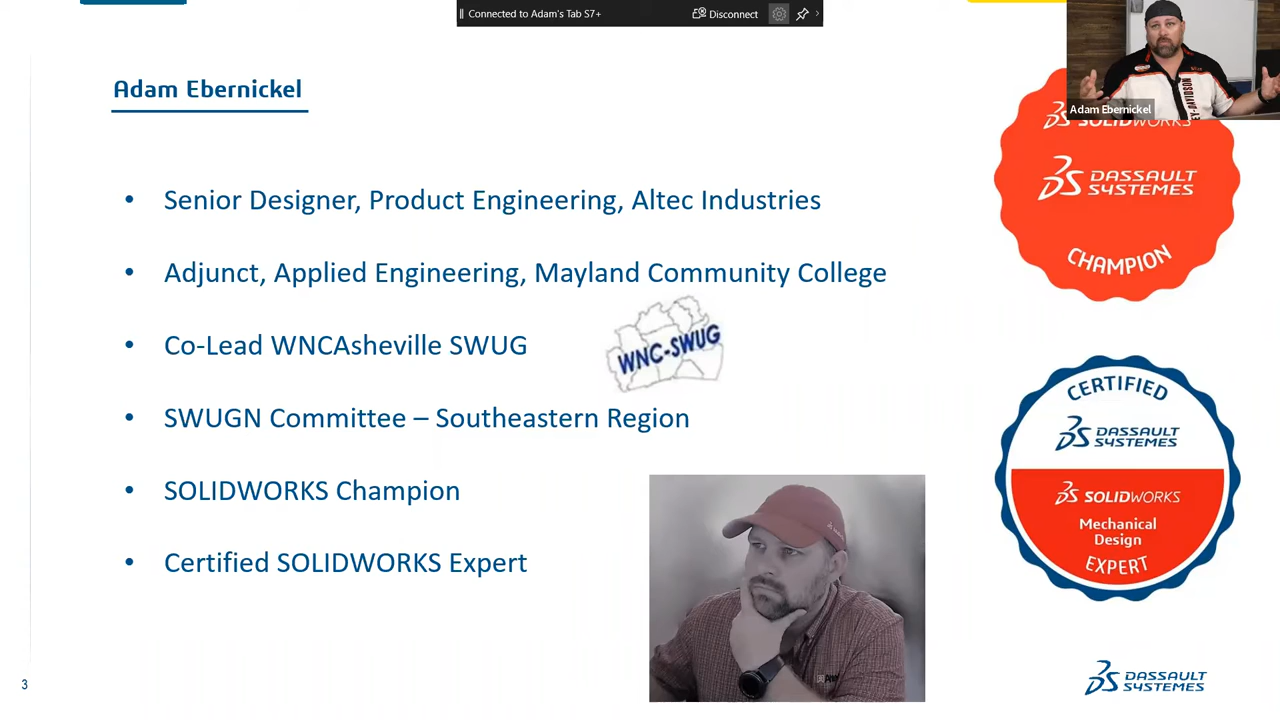 Connected to Adam's Tab S7+
Disconnect
Adam Ebernickel
Adam Ebernickel
SOLIDWORKS
DASSAULT
SYSTEMES
CHAMPION
• Senior Designer, Product Engineering, Altec Industries
• Adjunct, Applied Engineering, Mayland Community College
• Co-Lead WNCAsheville SWUG
WNC-SWUG
• SWUGN Committee – Southeastern Region
• SOLIDWORKS Champion
• Certified SOLIDWORKS Expert
CERTIFIED
DASSAULT
SYSTEMES
SOLIDWORKS
Mechanical
Design
EXPERT
3
DASSAULT
SYSTEMES